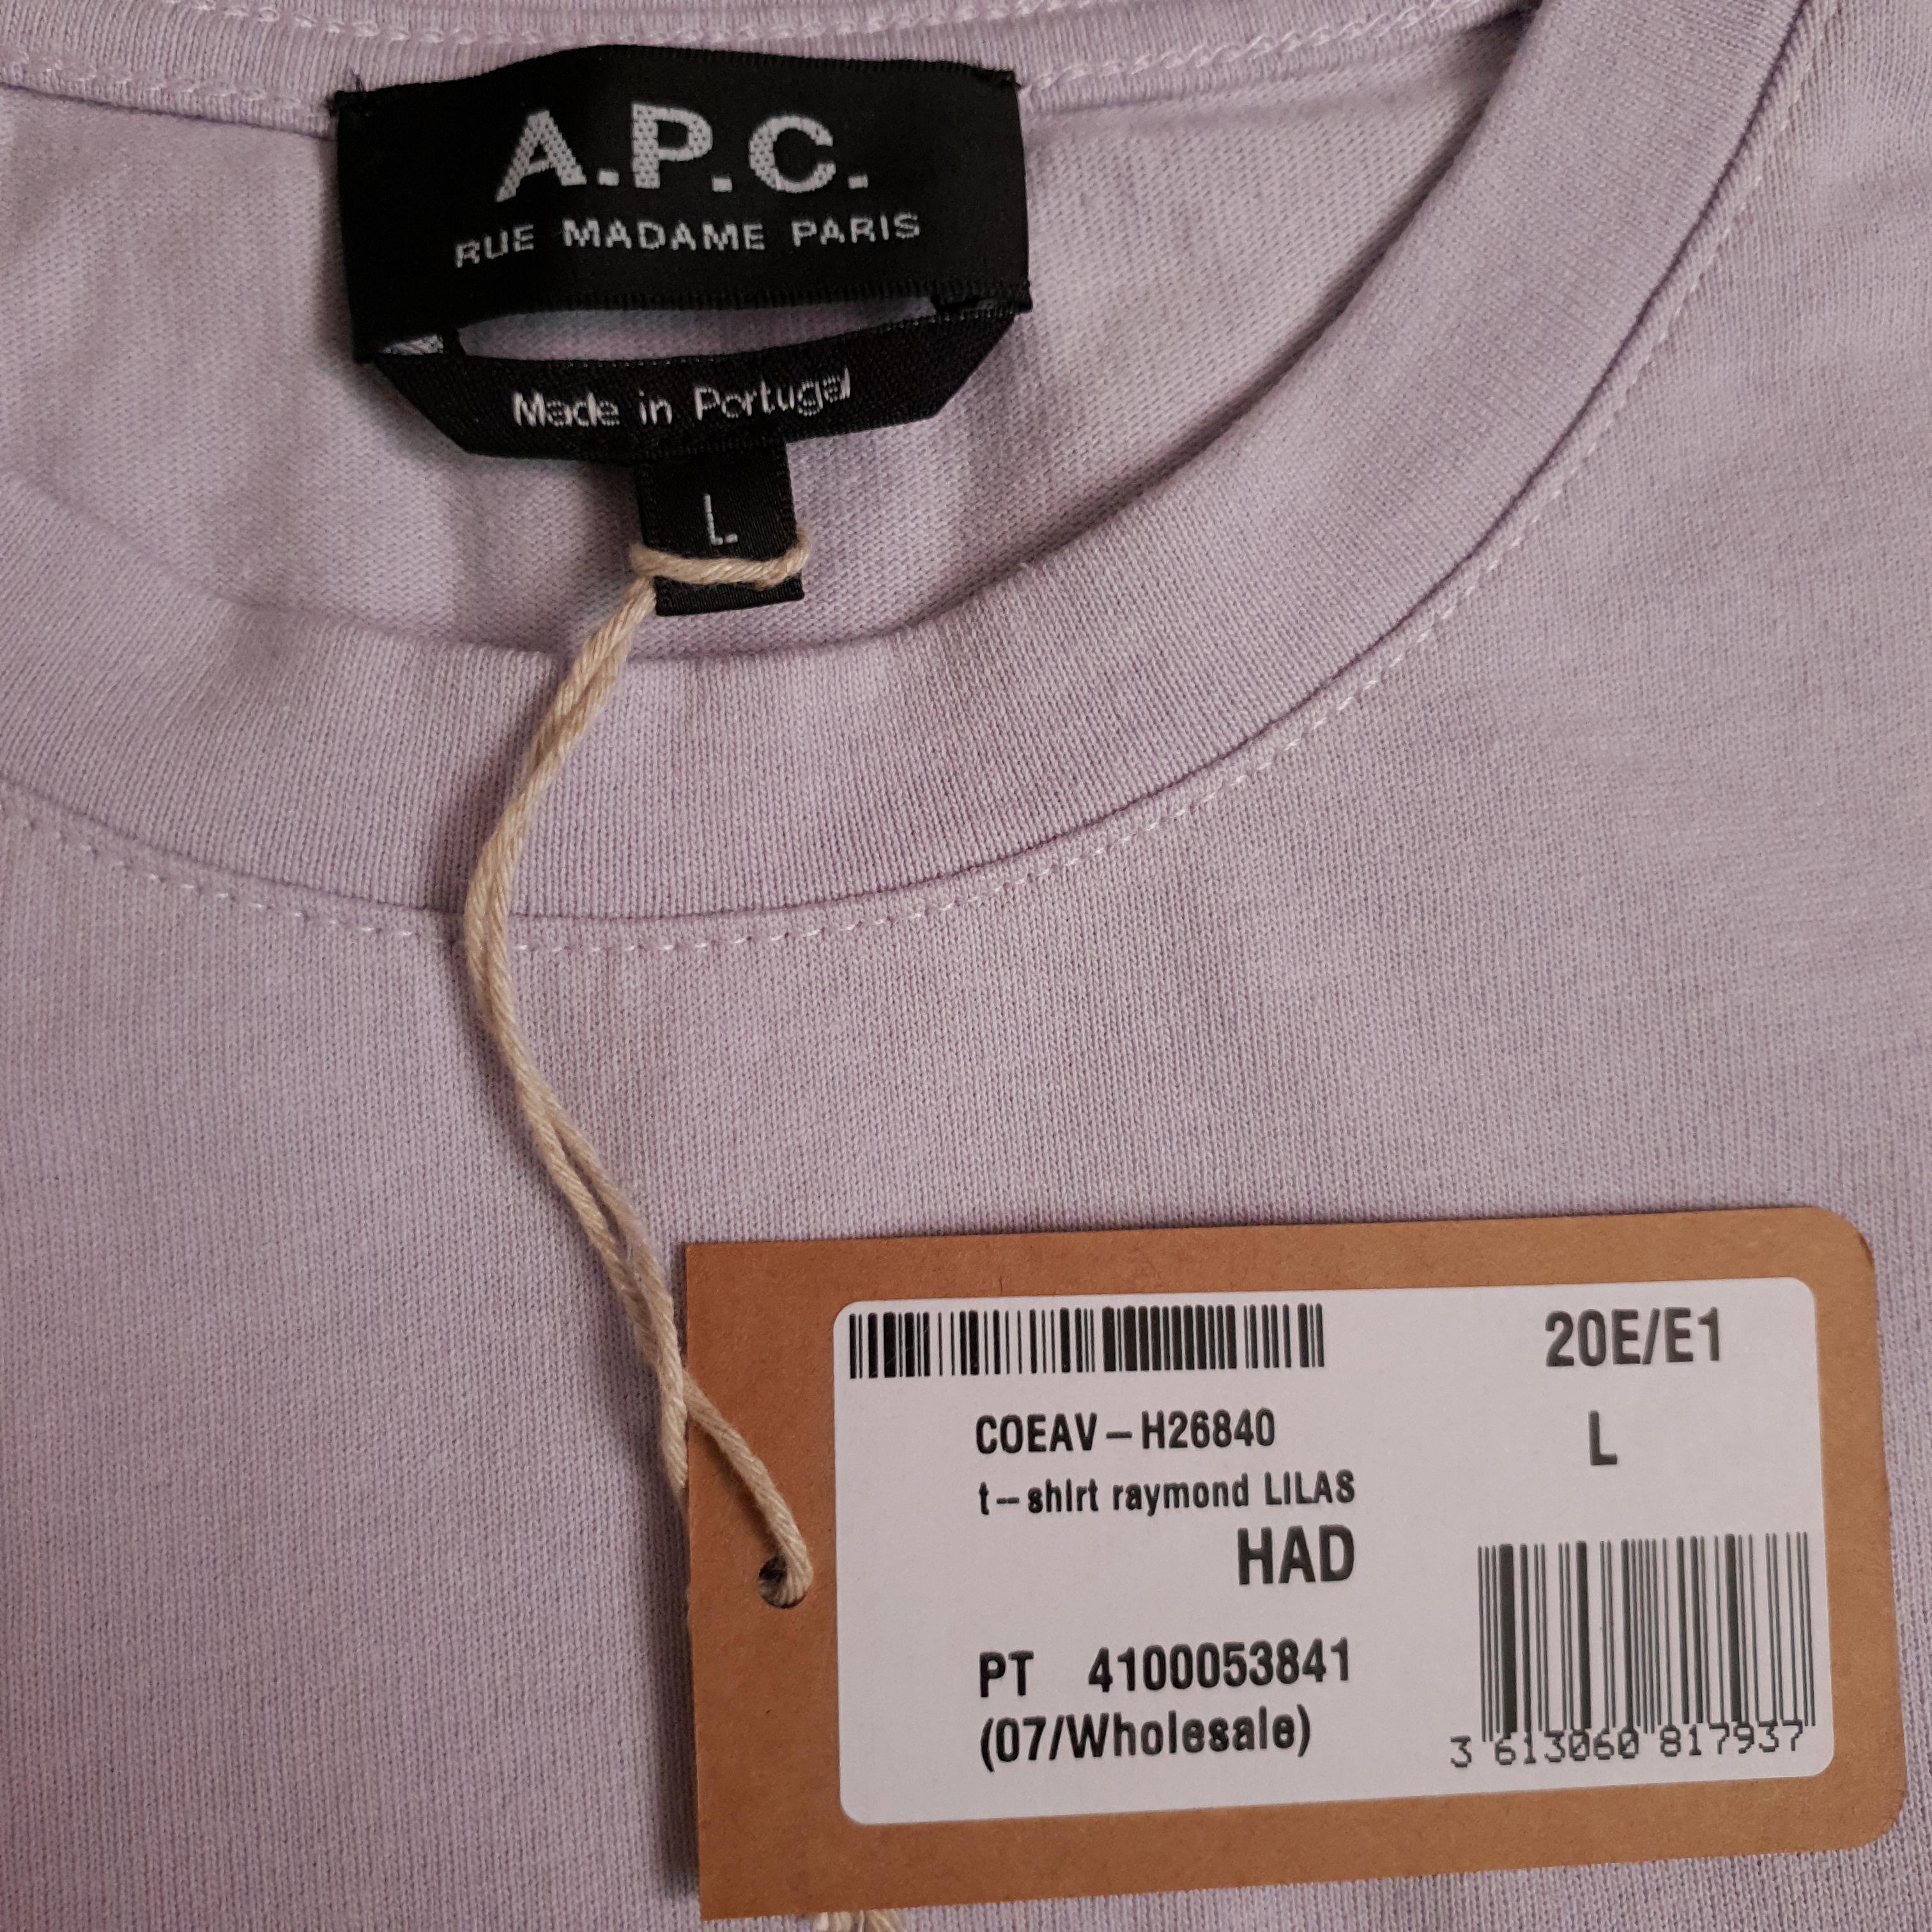 A.P.C.
RUE MADAME PARIS
Made in Portugal
L
20E/E1
COEAV-H26840
L
t-shirt raymond LILAS
HAD
PT 4100053841
(07/Wholesale)
3 613060 817937